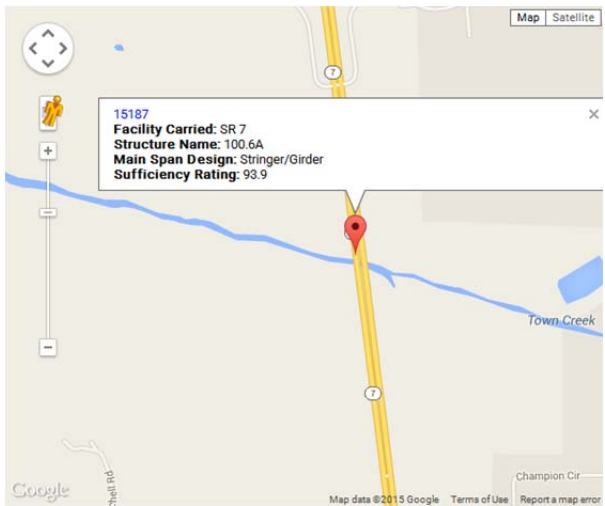 Map Satellite
7
15187
Facility Carried: SR 7
Structure Name: 100.6A
Main Span Design: Stringer/Girder
Sufficiency Rating: 93.9
Town Creek
7
Champion Cir
Google
Map data ©2015 Google Terms of Use Report a map error